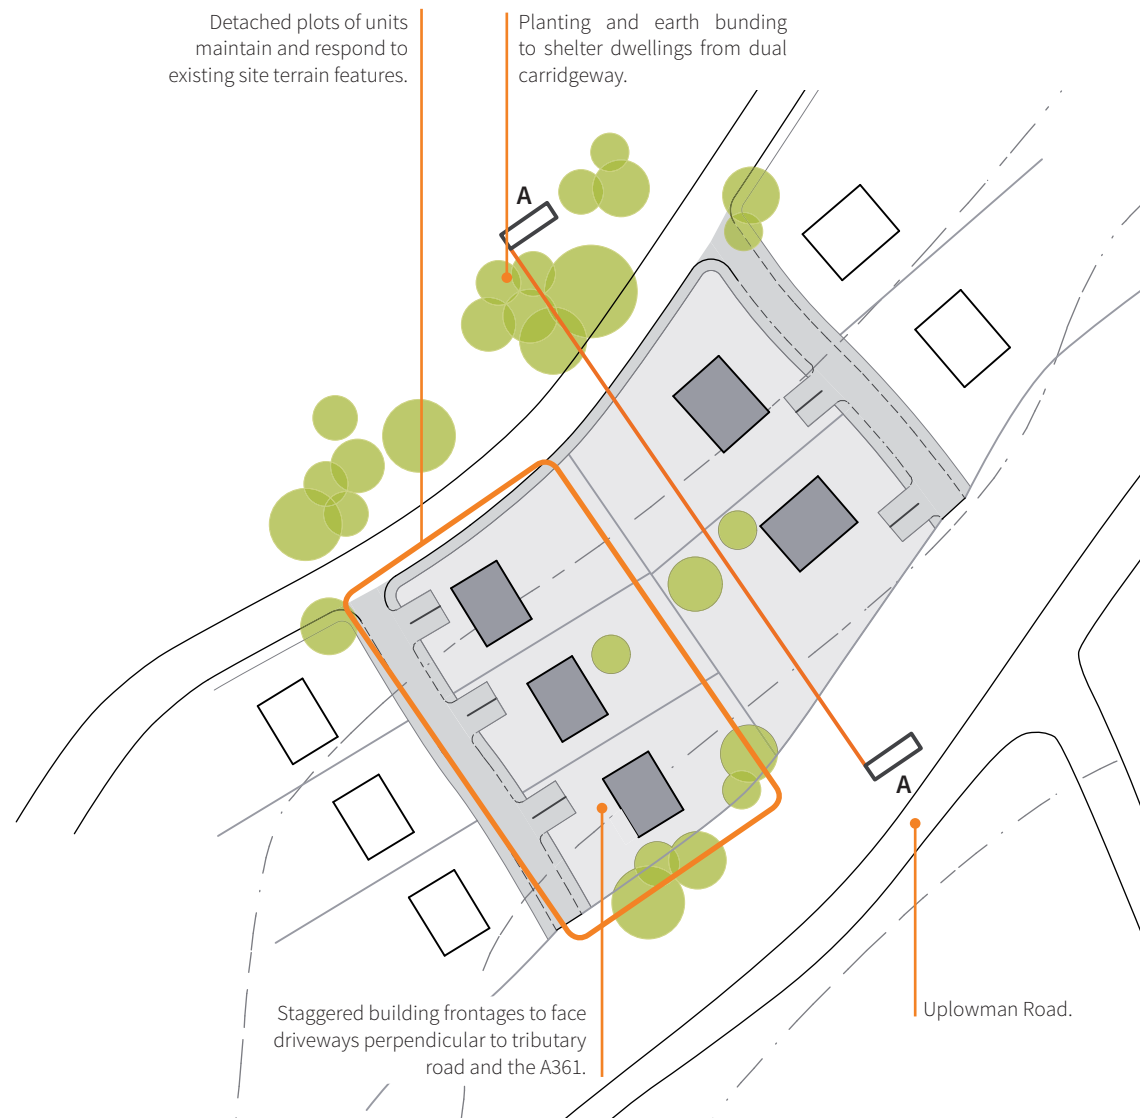 Detached plots of units
maintain and respond to
existing site terrain features.
Planting and earth bunding
to shelter dwellings from dual
carridgeway.
A
A
Staggered building frontages to face
driveways perpendicular to tributary
road and the A361.
Uplowman Road.